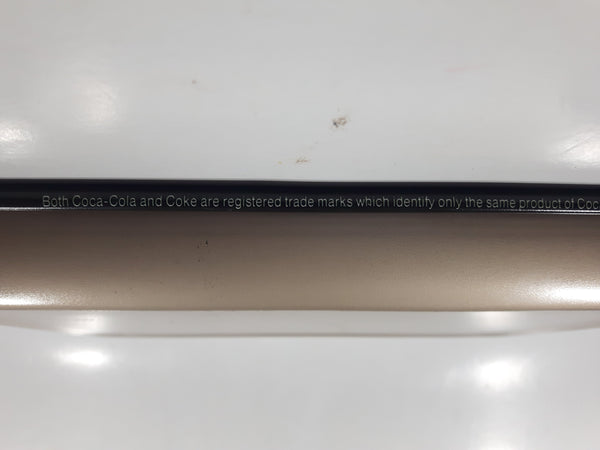 Both Coca-Cola and Coke are registered trade marks which identify only the same product of Coc